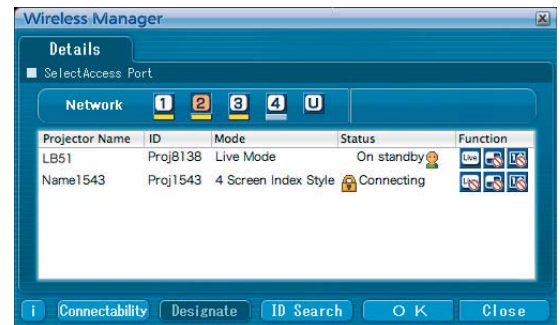 Wireless Manager
Details
SelectAccess Port
Network 1 2 3 4 U
Projector Name ID Mode Status Function
LB51 Proj8138 Live Mode On standby Live
Name1543 Proj1543 4 Screen Index Style Connecting
i Connectability Designate ID Search O K Close